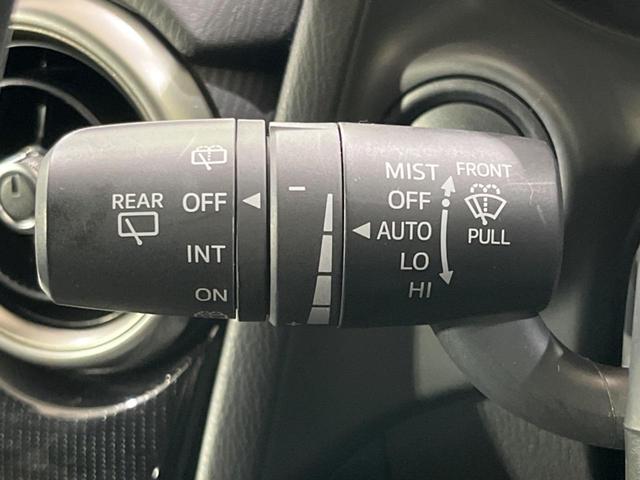 REAR
OFF
INT
ON
MIST
OFF
AUTO
LO
HI
FRONT
PULL